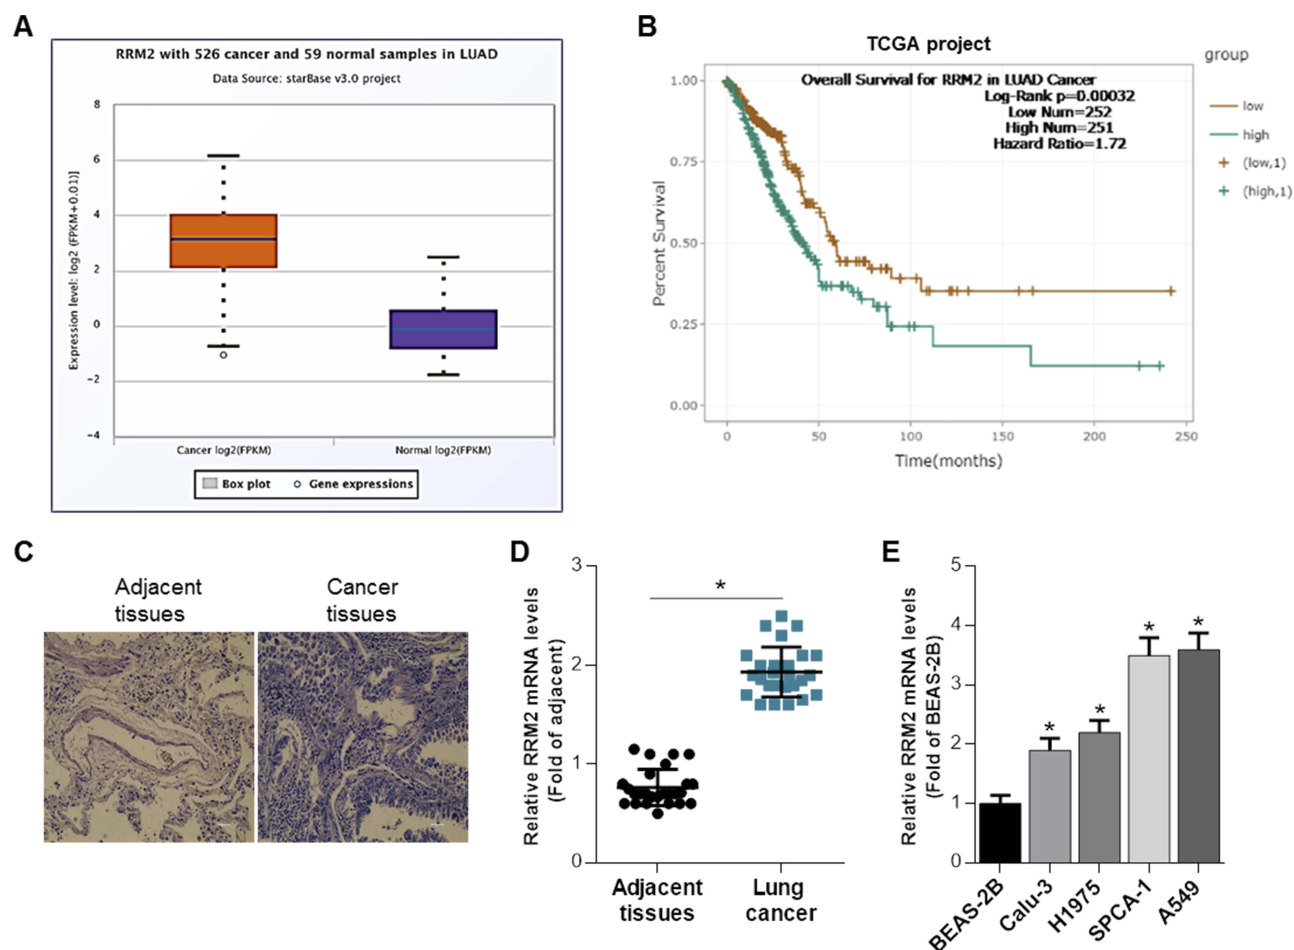 A
RRM2 with 526 cancer and 59 normal samples in LUAD
Data Source: starBase v3.0 project
Expression level: log2 (FPKM+0.01)]
8
6
4
2
0
−2
−4
Cancer log2(FPKM)
Normal log2(FPKM)
Box plot
Gene expressions
B
TCGA project
Overall Survival for RRM2 in LUAD Cancer
Log-Rank p=0.00032
Low Num=252
High Num=251
Hazard Ratio=1.72
group
low
high
(low,1)
(high,1)
Percent Survival
1.00
0.75
0.50
0.25
0.00
0
50
100
150
200
250
Time(months)
C
Adjacent
tissues
Cancer
tissues
D
Relative RRM2 mRNA levels
(Fold of adjacent)
3
2
1
0
*
Adjacent
tissues
Lung
cancer
E
Relative RRM2 mRNA levels
(Fold of BEAS-2B)
5
4
3
2
1
0
*
*
*
*
BEAS-2B
Calu-3
H1975
SPCA-1
A549